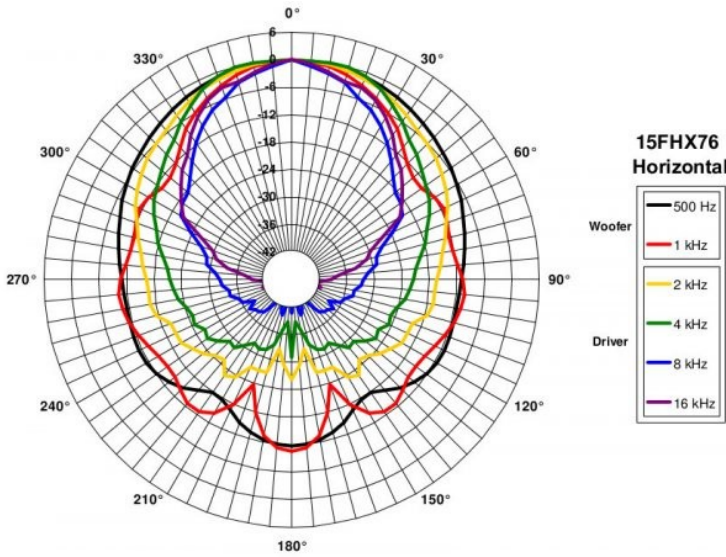 0°
330°
30°
300°
60°
270°
90°
240°
120°
210°
150°
180°
6
0
-6
-12
-18
-24
-30
-36
-42
15FHX76
Horizontal
Woofer
500 Hz
1 kHz
Driver
2 kHz
4 kHz
8 kHz
16 kHz